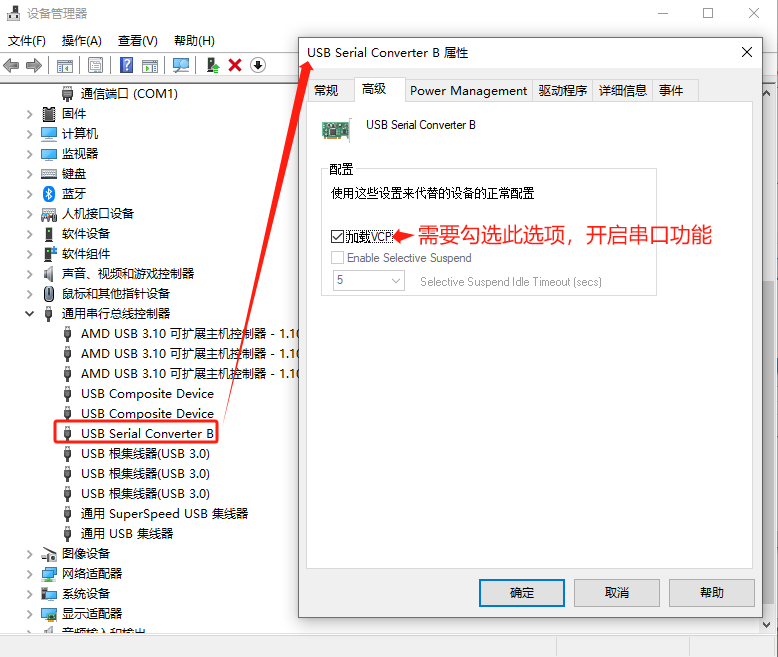 设备管理器
文件(F) 操作(A) 查看(V) 帮助(H)
通信端口 (COM1)
固件
计算机
监视器
键盘
蓝牙
人机接口设备
软件设备
软件组件
声音、视频和游戏控制器
鼠标和其他指针设备
通用串行总线控制器
AMD USB 3.10 可扩展主机控制器 - 1.10
AMD USB 3.10 可扩展主机控制器 - 1.10
AMD USB 3.10 可扩展主机控制器 - 1.10
USB Composite Device
USB Composite Device
USB Serial Converter B
USB 根集线器(USB 3.0)
USB 根集线器(USB 3.0)
USB 根集线器(USB 3.0)
通用 SuperSpeed USB 集线器
通用 USB 集线器
图像设备
网络适配器
系统设备
显示适配器
音频输入和输出
USB Serial Converter B 属性
常规 高级 Power Management 驱动程序 详细信息 事件
USB Serial Converter B
配置
使用这些设置来代替的设备的正常配置
加载VCP 需要勾选此选项，开启串口功能
Enable Selective Suspend
5 Selective Suspend Idle Timeout (secs)
确定 取消 帮助